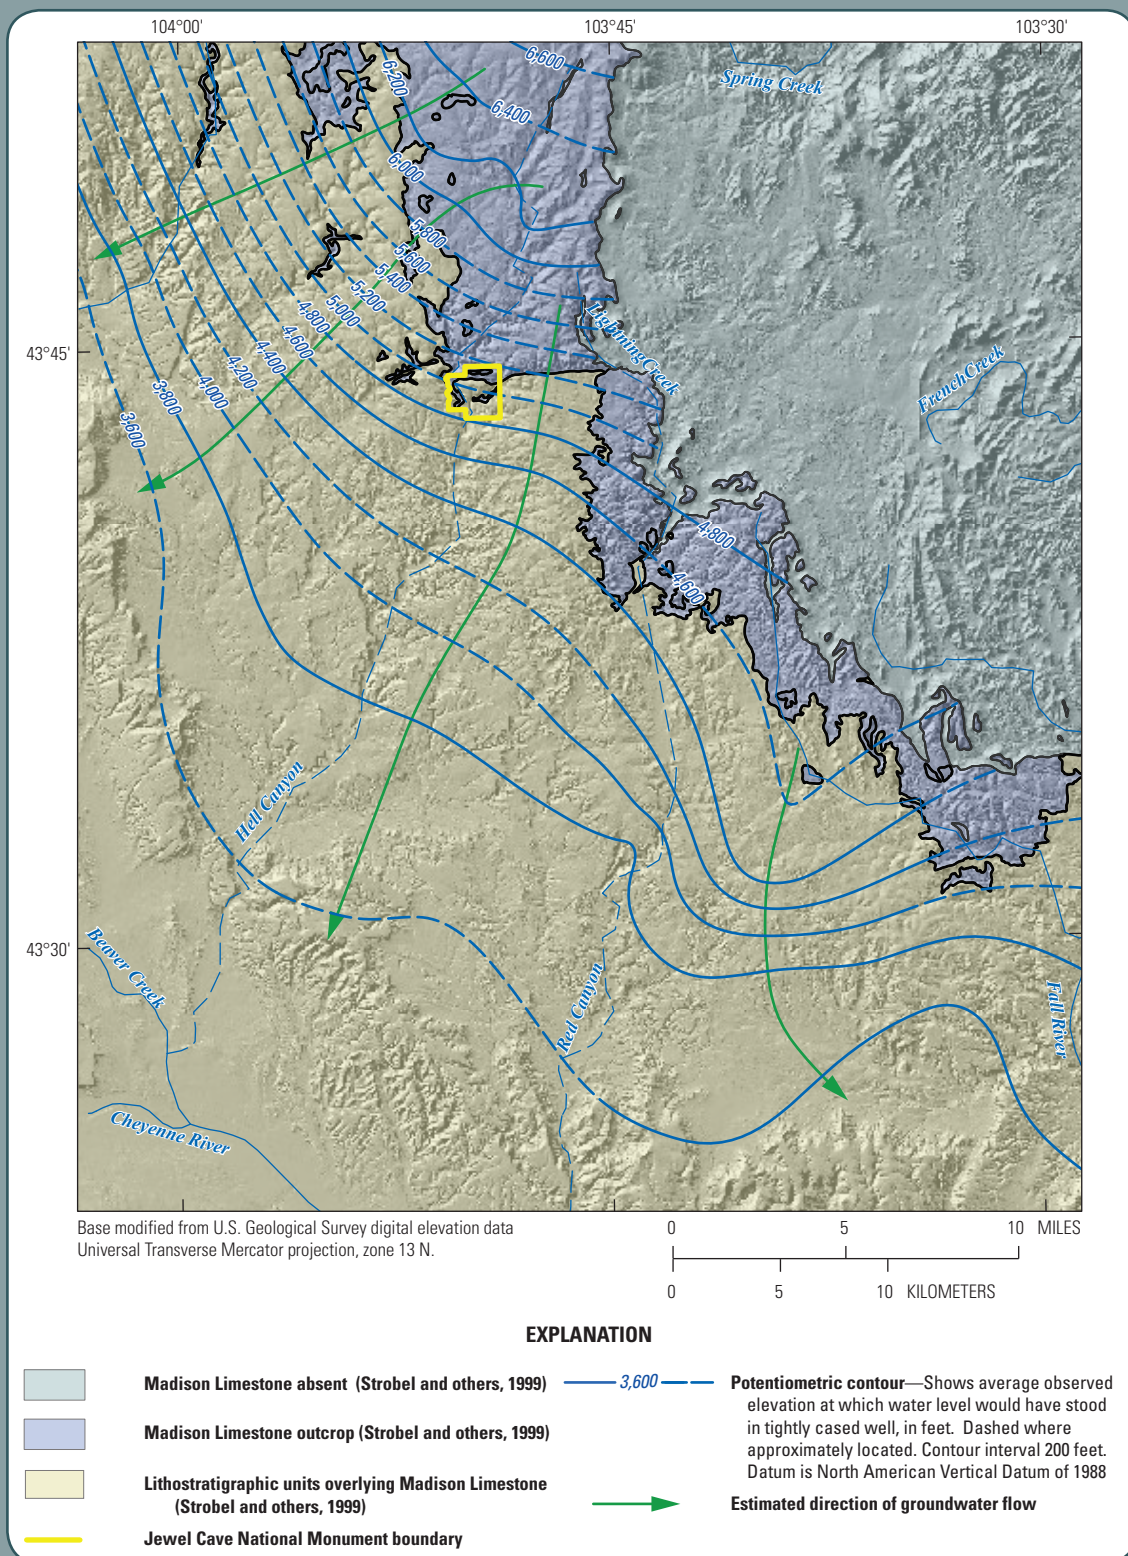 104°00'
103°45'
103°30'
6,600
Spring Creek
6,200
6,400
6,000
5,800
5,600
5,400
5,200
5,000
4,800
4,600
4,400
4,200
4,000
3,800
3,600
Lightning Creek
French Creek
43°45'
4,800
4,600
Hell Canyon
43°30'
Beaver Creek
Red Canyon
Fall River
Cheyenne River
Base modified from U.S. Geological Survey digital elevation data
Universal Transverse Mercator projection, zone 13 N.
0 5 10 MILES
0 5 10 KILOMETERS
EXPLANATION
Madison Limestone absent (Strobel and others, 1999)
Madison Limestone outcrop (Strobel and others, 1999)
Lithostratigraphic units overlying Madison Limestone
(Strobel and others, 1999)
Jewel Cave National Monument boundary
3,600
Potentiometric contour—Shows average observed
elevation at which water level would have stood
in tightly cased well, in feet. Dashed where
approximately located. Contour interval 200 feet.
Datum is North American Vertical Datum of 1988
Estimated direction of groundwater flow